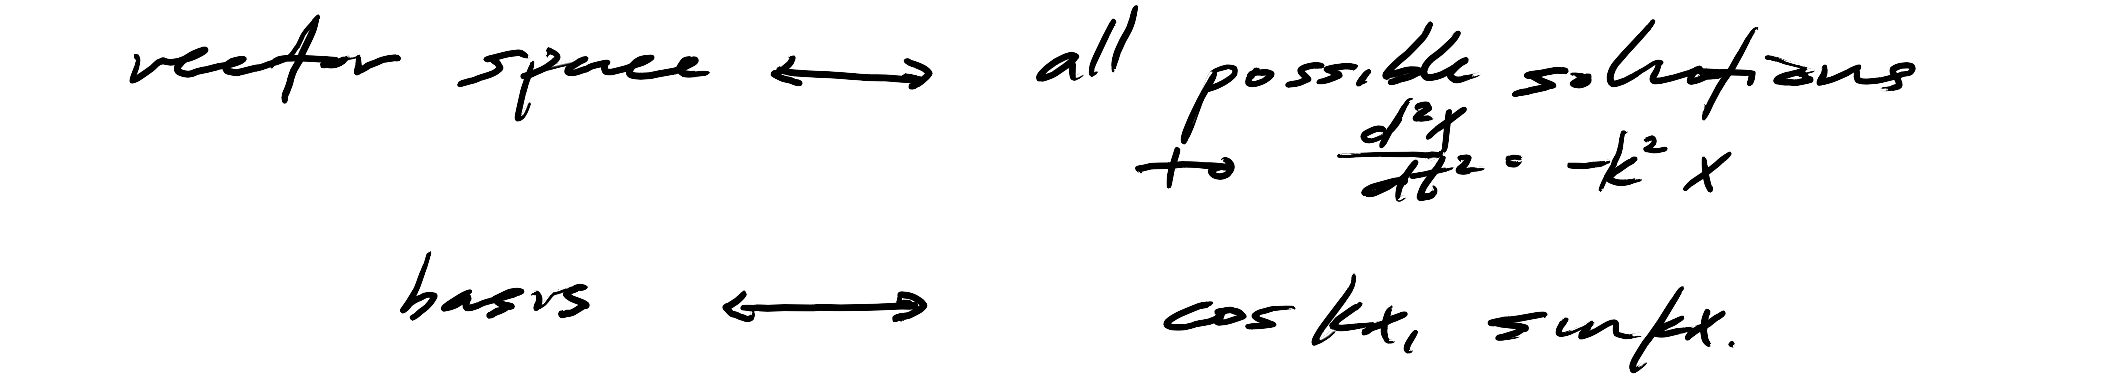 vector space ⟷ all possible solutions
to d²x/dt² = -k² x
basis ⟷ cos kx, sin kx.